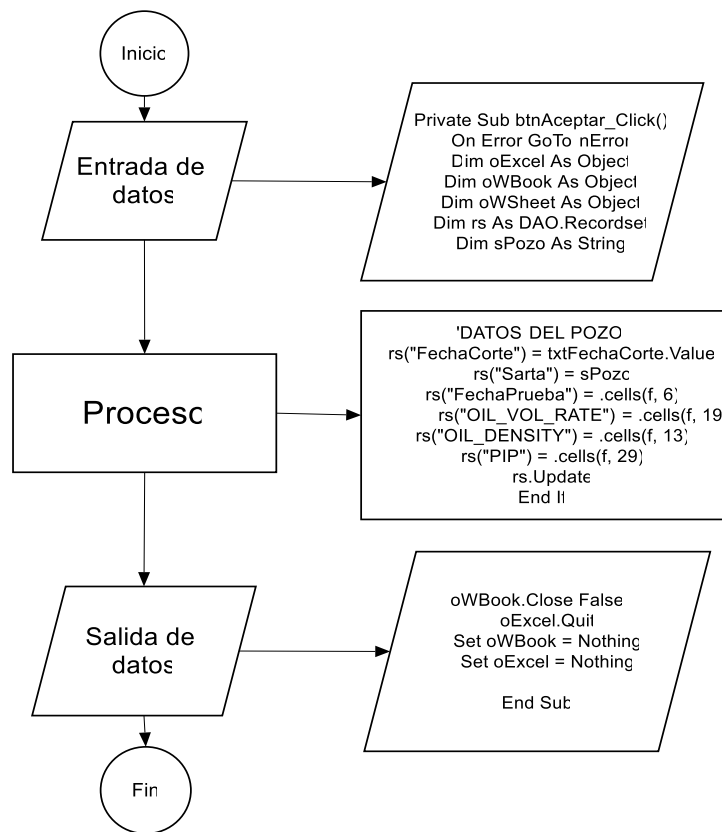 Inicio
Entrada de
datos
Private Sub btnAceptar_Click()
On Error GoTo nError
Dim oExcel As Object
Dim oWBook As Object
Dim oWSheet As Object
Dim rs As DAO.Recordset
Dim sPozo As String
Proceso
'DATOS DEL POZO
rs("FechaCorte") = txtFechaCorte.Value
rs("Sarta") = sPozo
rs("FechaPrueba") = .cells(f, 6)
rs("OIL_VOL_RATE") = .cells(f, 19
rs("OIL_DENSITY") = .cells(f, 13)
rs("PIP") = .cells(f, 29)
rs.Update
End If
Salida de
datos
oWBook.Close False
oExcel.Quit
Set oWBook = Nothing
Set oExcel = Nothing
End Sub
Fin